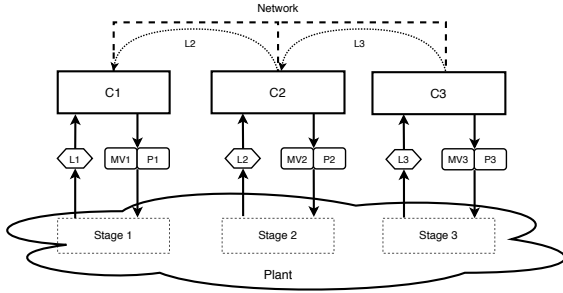 Network
L2
L3
C1
C2
C3
L1
MV1
P1
L2
MV2
P2
L3
MV3
P3
Stage 1
Stage 2
Stage 3
Plant